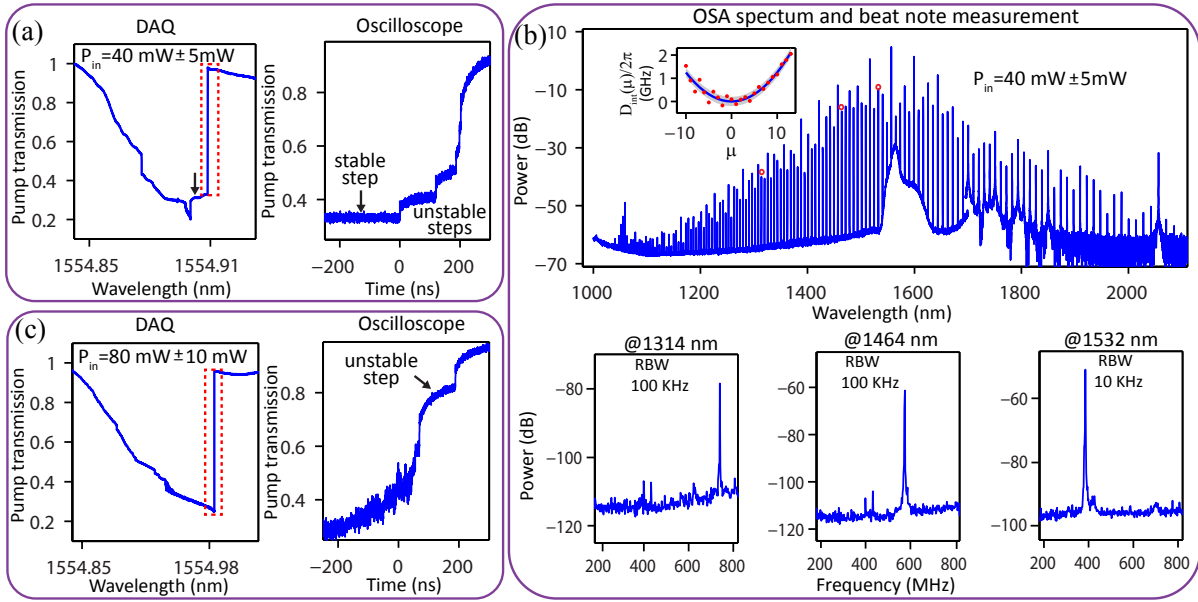 (a)
DAQ
P_in=40 mW±5mW
Pump transmission
1
0.8
0.6
0.4
0.2
1554.85
1554.91
Wavelength (nm)
Oscilloscope
Pump transmission
0.8
0.6
0.4
stable
step
unstable
steps
−200
0
200
Time (ns)
(b)
OSA spectrum and beat note measurement
Power (dB)
10
−10
−30
−50
−70
D_int(μ)/2π
(GHz)
2
1
0
−10
0
10
μ
P_in=40 mW ±5mW
1000
1200
1400
1600
1800
2000
Wavelength (nm)
(c)
DAQ
P_in=80 mW ±10 mW
Pump transmission
1
0.8
0.6
0.4
0.2
1554.85
1554.98
Wavelength (nm)
Oscilloscope
Pump transmission
0.8
0.6
0.4
unstable
step
−200
0
200
Time (ns)
@1314 nm
RBW
100 KHz
Power (dB)
−80
−100
−120
200
400
600
800
@1464 nm
RBW
100 KHz
−60
−80
−100
−120
200
400
600
800
Frequency (MHz)
@1532 nm
RBW
10 KHz
−60
−80
−100
200
400
600
800